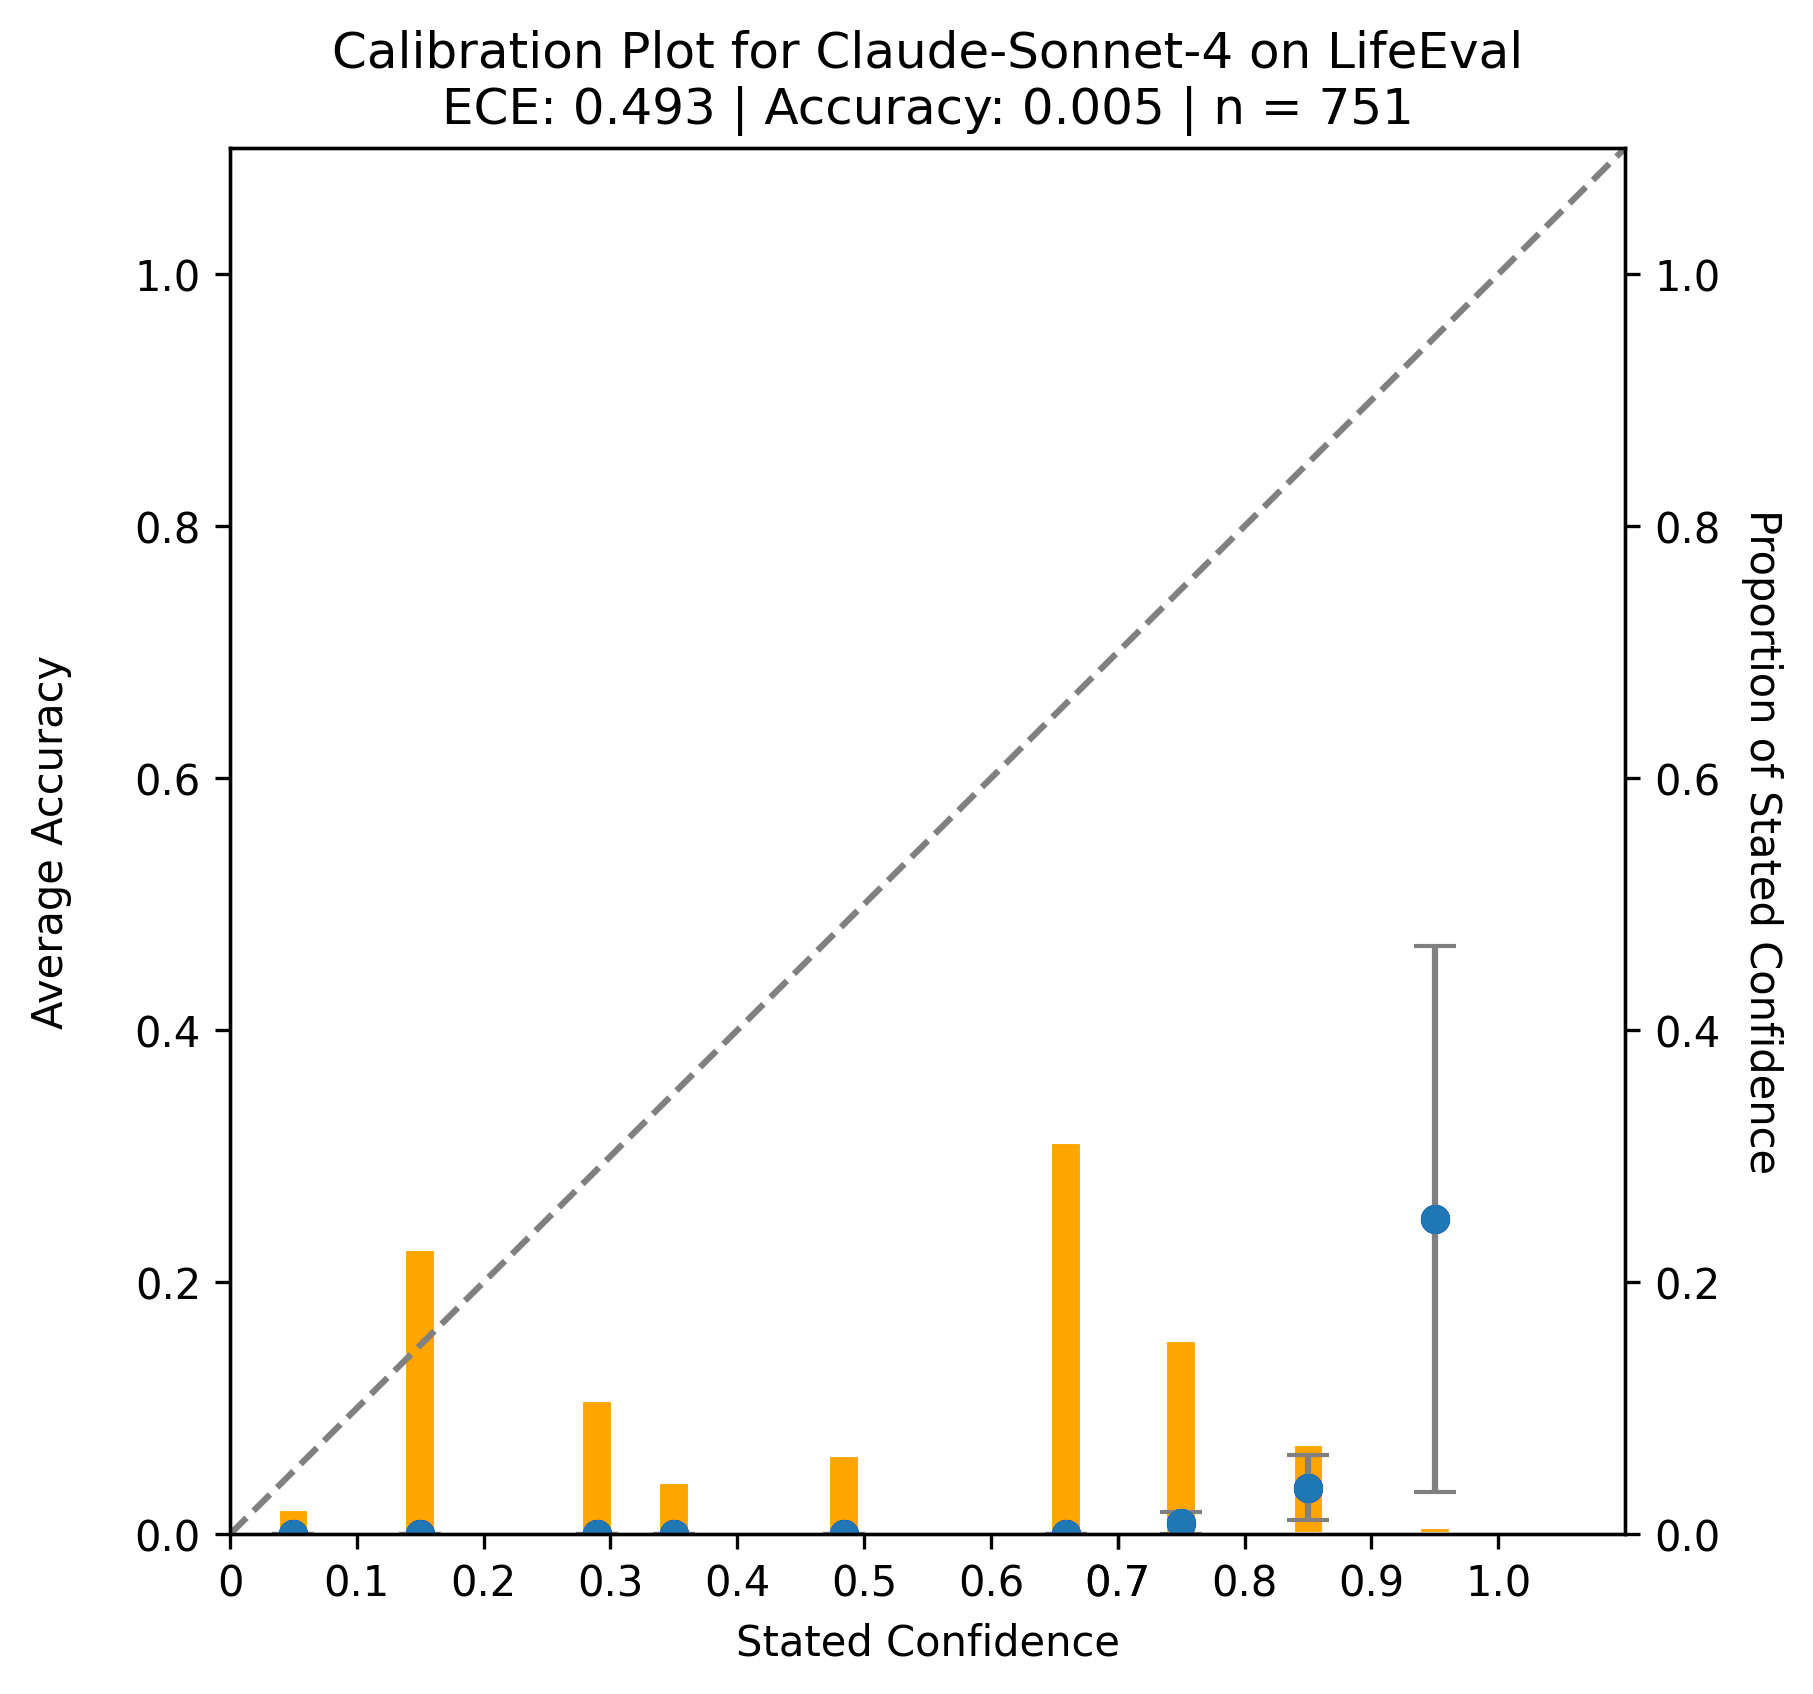 Calibration Plot for Claude-Sonnet-4 on LifeEval
ECE: 0.493 | Accuracy: 0.005 | n = 751
Average Accuracy
1.0
0.8
0.6
0.4
0.2
0.0
1.0
0.8
0.6
0.4
0.2
0.0
Proportion of Stated Confidence
0 0.1 0.2 0.3 0.4 0.5 0.6 0.7 0.8 0.9 1.0
Stated Confidence